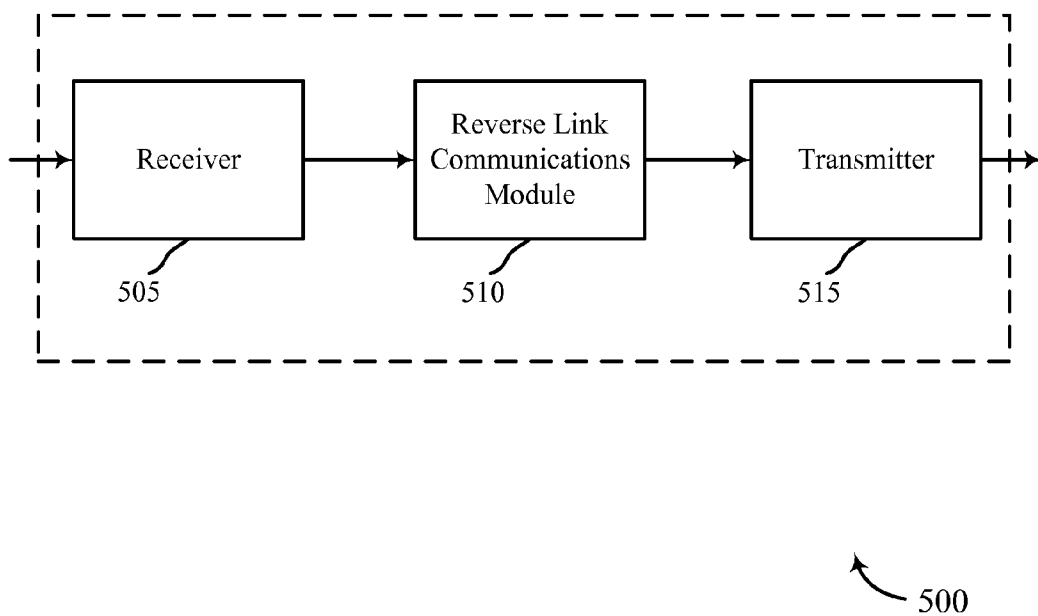 Receiver
Reverse Link
Communications
Module
Transmitter
505
510
515
500